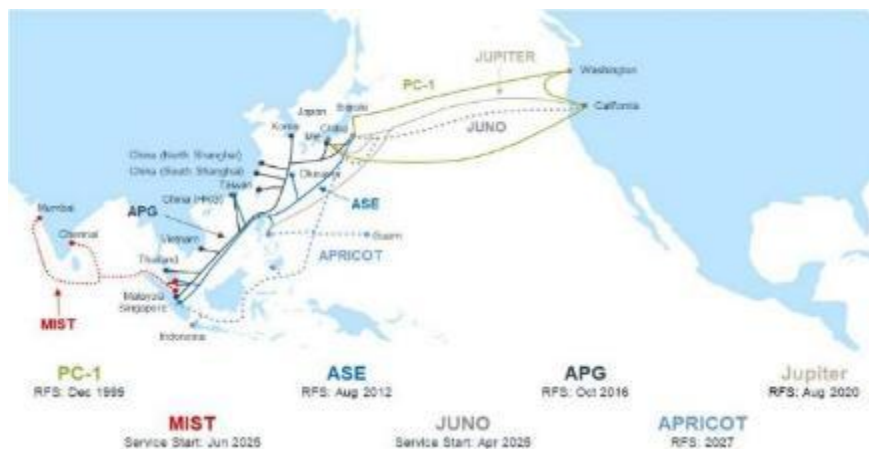 JUPITER
PC-1
Washington
California
JUNO
Japan
Korea
China (North Shanghai)
China (South Shanghai)
Taiwan
Okinawa
China (HKG)
ASE
APG
Mumbai
Chennai
Vietnam
Thailand
Guam
APRICOT
Malaysia
Singapore
Indonesia
MIST
PC-1
RFS: Dec 1999
ASE
RFS: Aug 2012
APG
RFS: Oct 2016
Jupiter
RFS: Aug 2020
MIST
Service Start: Jun 2025
JUNO
Service Start: Apr 2025
APRICOT
RFS: 2027